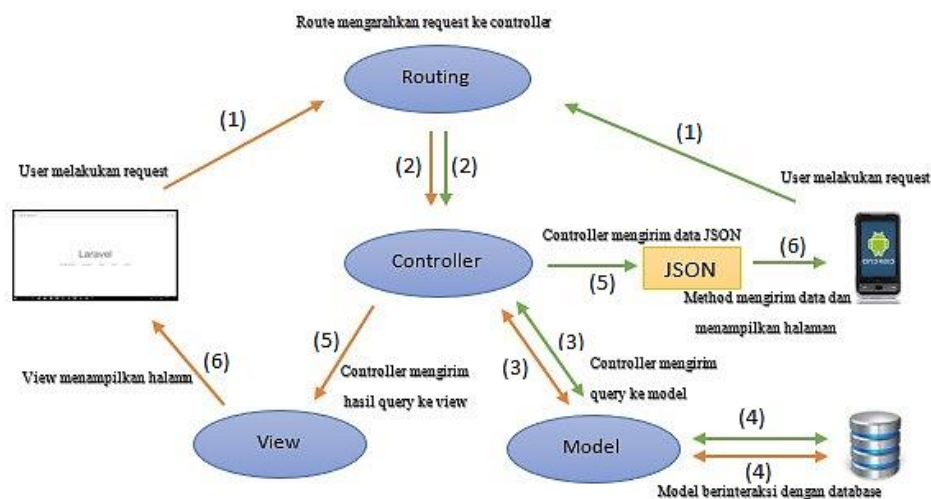 Route mengarahkan request ke controller
Routing
(1)
(1)
User melakukan request
(2)
(2)
User melakukan request
Laravel
Controller
Controller mengirim data JSON
JSON
(5)
(6)
ANDROID
Method mengirim data dan
menampilkan halaman
(6)
(5)
(3)
(3)
View menampilkan halamn
Controller mengirim
hasil query ke view
Controller mengirim
query ke model
View
Model
(4)
(4)
Model berinteraksi dengan database